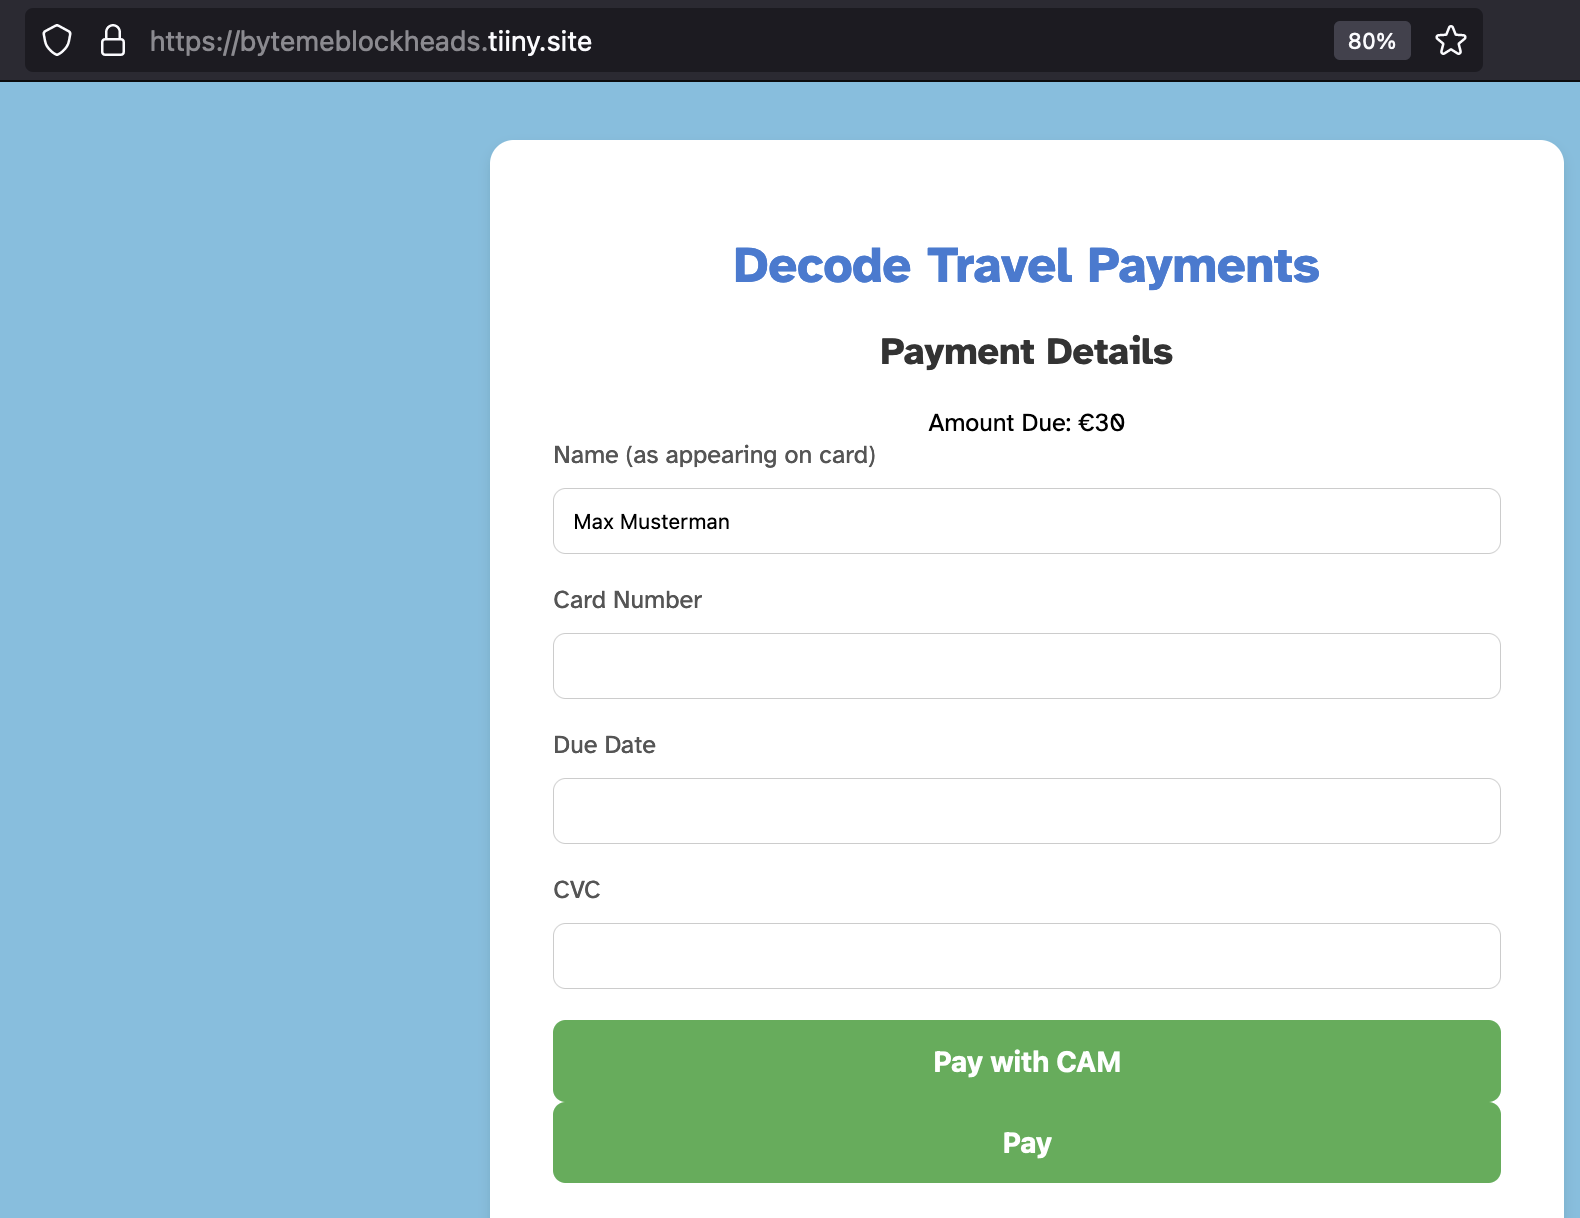 https://bytemeblockheads.tiiny.site
80%
Decode Travel Payments
Payment Details
Amount Due: €30
Name (as appearing on card)
Max Musterman
Card Number
Due Date
CVC
Pay with CAM
Pay